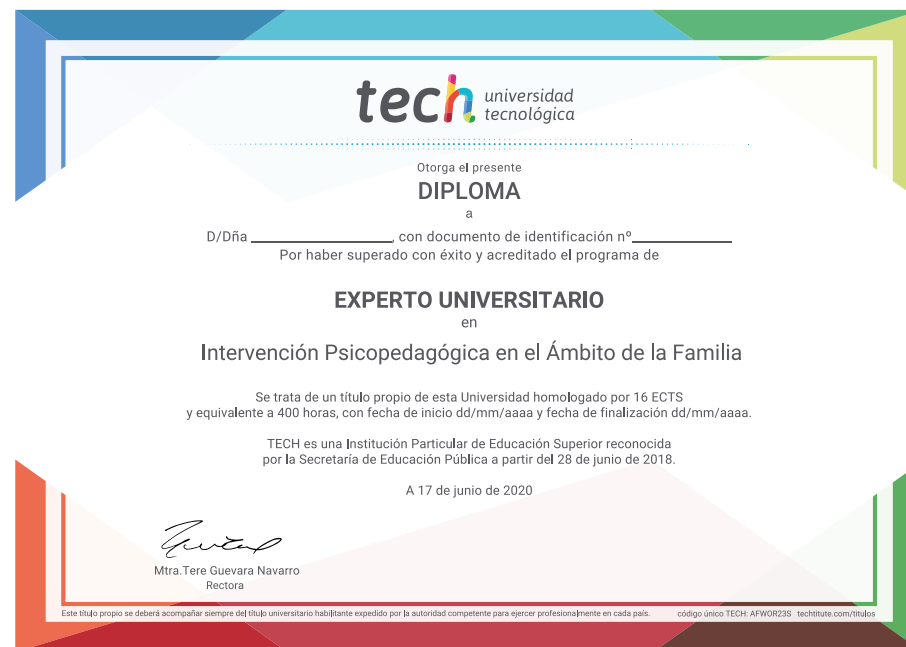 tech universidad
tecnológica
Otorga el presente
DIPLOMA
a
D/Dña ____________________, con documento de identificación nº______________
Por haber superado con éxito y acreditado el programa de
EXPERTO UNIVERSITARIO
en
Intervención Psicopedagógica en el Ámbito de la Familia
Se trata de un título propio de esta Universidad homologado por 16 ECTS
y equivalente a 400 horas, con fecha de inicio dd/mm/aaaa y fecha de finalización dd/mm/aaaa.
TECH es una Institución Particular de Educación Superior reconocida
por la Secretaría de Educación Pública a partir del 28 de junio de 2018.
A 17 de junio de 2020
Mtra.Tere Guevara Navarro
Rectora
Este título propio se deberá acompañar siempre del título universitario habilitante expedido por la autoridad competente para ejercer profesionalmente en cada país. código único TECH: AFWOR23S techtitute.com/titulos